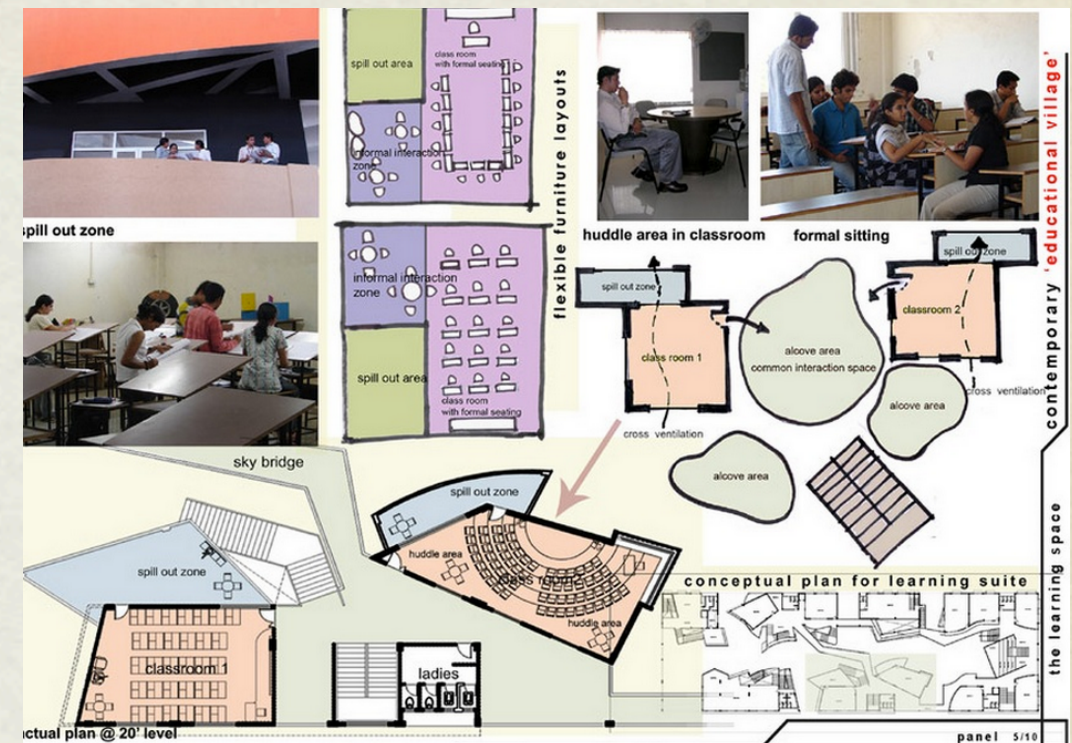 spill out area
class room
with formal seating
informal interaction
zone
spill out zone
informal interaction
zone
spill out area
class room
with formal seating
flexible furniture layouts
huddle area in classroom
formal sitting
spill out zone
class room 1
cross ventilation
alcove area
common interaction space
spill out zone
classroom 2
cross ventilation
alcove area
alcove area
contemporary 'educational village'
the learning space
sky bridge
spill out zone
classroom 1
actual plan @ 20' level
spill out zone
huddle area
class room2
huddle area
ladies
conceptual plan for learning suite
panel 5/10